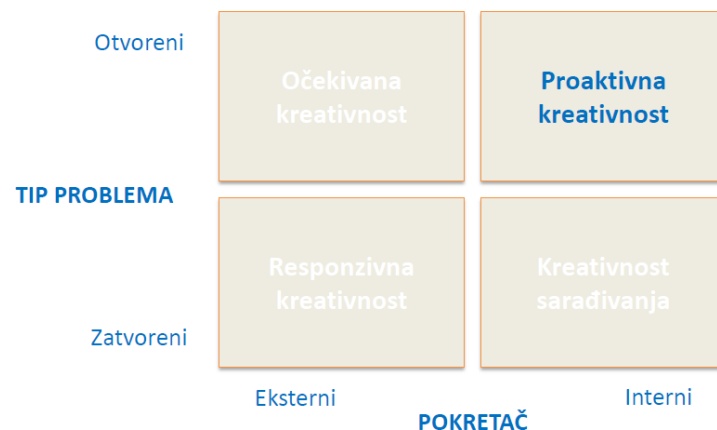 Otvoreni
Očekivana
kreativnost
Proaktivna
kreativnost
TIP PROBLEMA
Responzivna
kreativnost
Kreativnost
sarađivanja
Zatvoreni
Eksterni
Interni
POKRETAČ